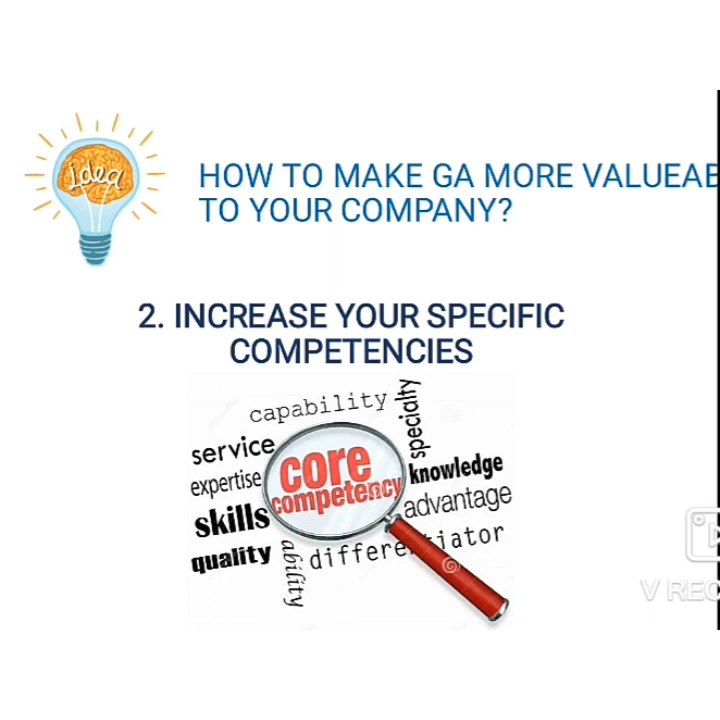 Idea
HOW TO MAKE GA MORE VALUEAB
TO YOUR COMPANY?
2. INCREASE YOUR SPECIFIC
COMPETENCIES
capability
specialty
service
core
competency
knowledge
expertise
advantage
skills
quality
ability
differentiator
V REC